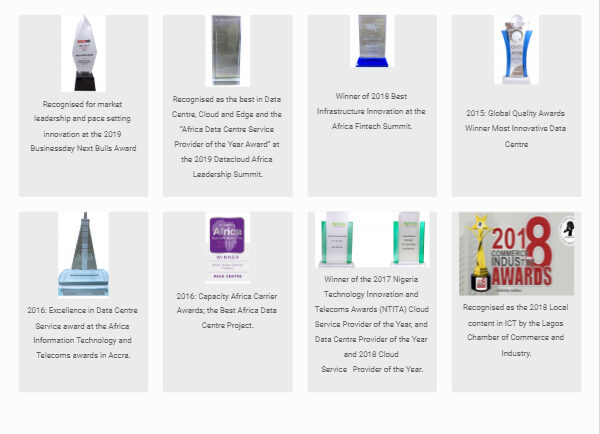 Recognised for market
leadership and pace setting
innovation at the 2019
Businessday Next Bulls Award
Recognised as the best in Data
Centre, Cloud and Edge and the
"Africa Data Centre Service
Provider of the Year Award" at
the 2019 Datacloud Africa
Leadership Summit.
Winner of 2018 Best
Infrastructure Innovation at the
Africa Fintech Summit.
2015: Global Quality Awards
Winner Most Innovative Data
Centre
2016: Excellence in Data Centre
Service award at the Africa
Information Technology and
Telecoms awards in Accra.
Africa
WINNER
RACK CENTRE
2016: Capacity Africa Carrier
Awards; the Best Africa Data
Centre Project.
Winner of the 2017 Nigeria
Technology Innovation and
Telecoms Awards (NTITA) Cloud
Service Provider of the Year, and
Data Centre Provider of the Year
and 2018 Cloud
Service Provider of the Year.
2018
COMMERCE
INDUSTRY
AWARDS
Recognised as the 2018 Local
content in ICT by the Lagos
Chamber of Commerce and
Industry.